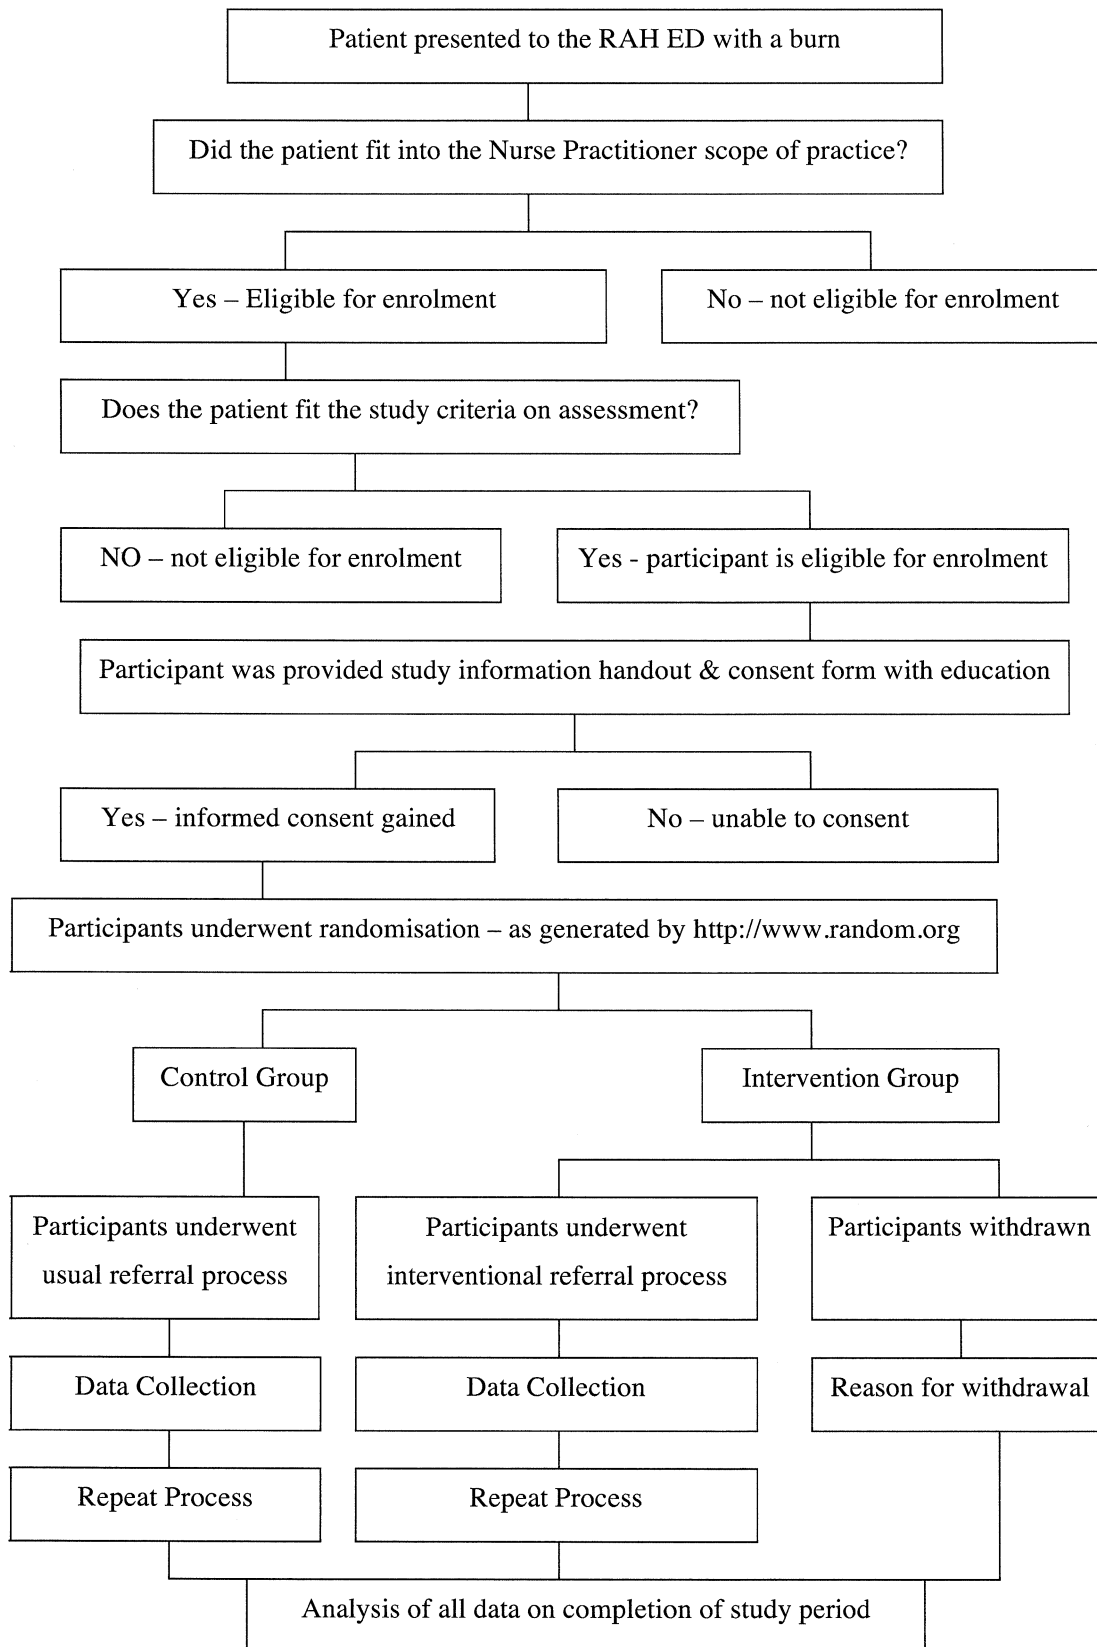 Patient presented to the RAH ED with a burn
Did the patient fit into the Nurse Practitioner scope of practice?
Yes – Eligible for enrolment
No – not eligible for enrolment
Does the patient fit the study criteria on assessment?
NO – not eligible for enrolment
Yes - participant is eligible for enrolment
Participant was provided study information handout & consent form with education
Yes – informed consent gained
No – unable to consent
Participants underwent randomisation – as generated by http://www.random.org
Control Group
Intervention Group
Participants underwent
usual referral process
Participants underwent
interventional referral process
Participants withdrawn
Data Collection
Data Collection
Reason for withdrawal
Repeat Process
Repeat Process
Analysis of all data on completion of study period